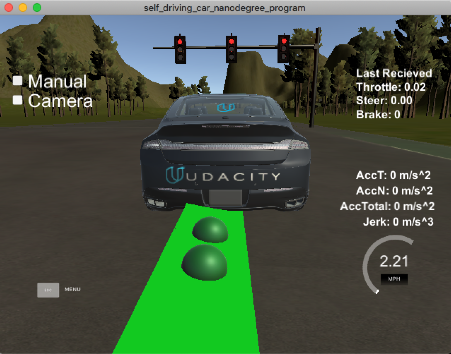 self_driving_car_nanodegree_program
Manual
Camera
Last Recieved
Throttle: 0.02
Steer: 0.00
Brake: 0
UDACITY
AccT: 0 m/s^2
AccN: 0 m/s^2
AccTotal: 0 m/s^2
Jerk: 0 m/s^3
2.21
MPH
MENU